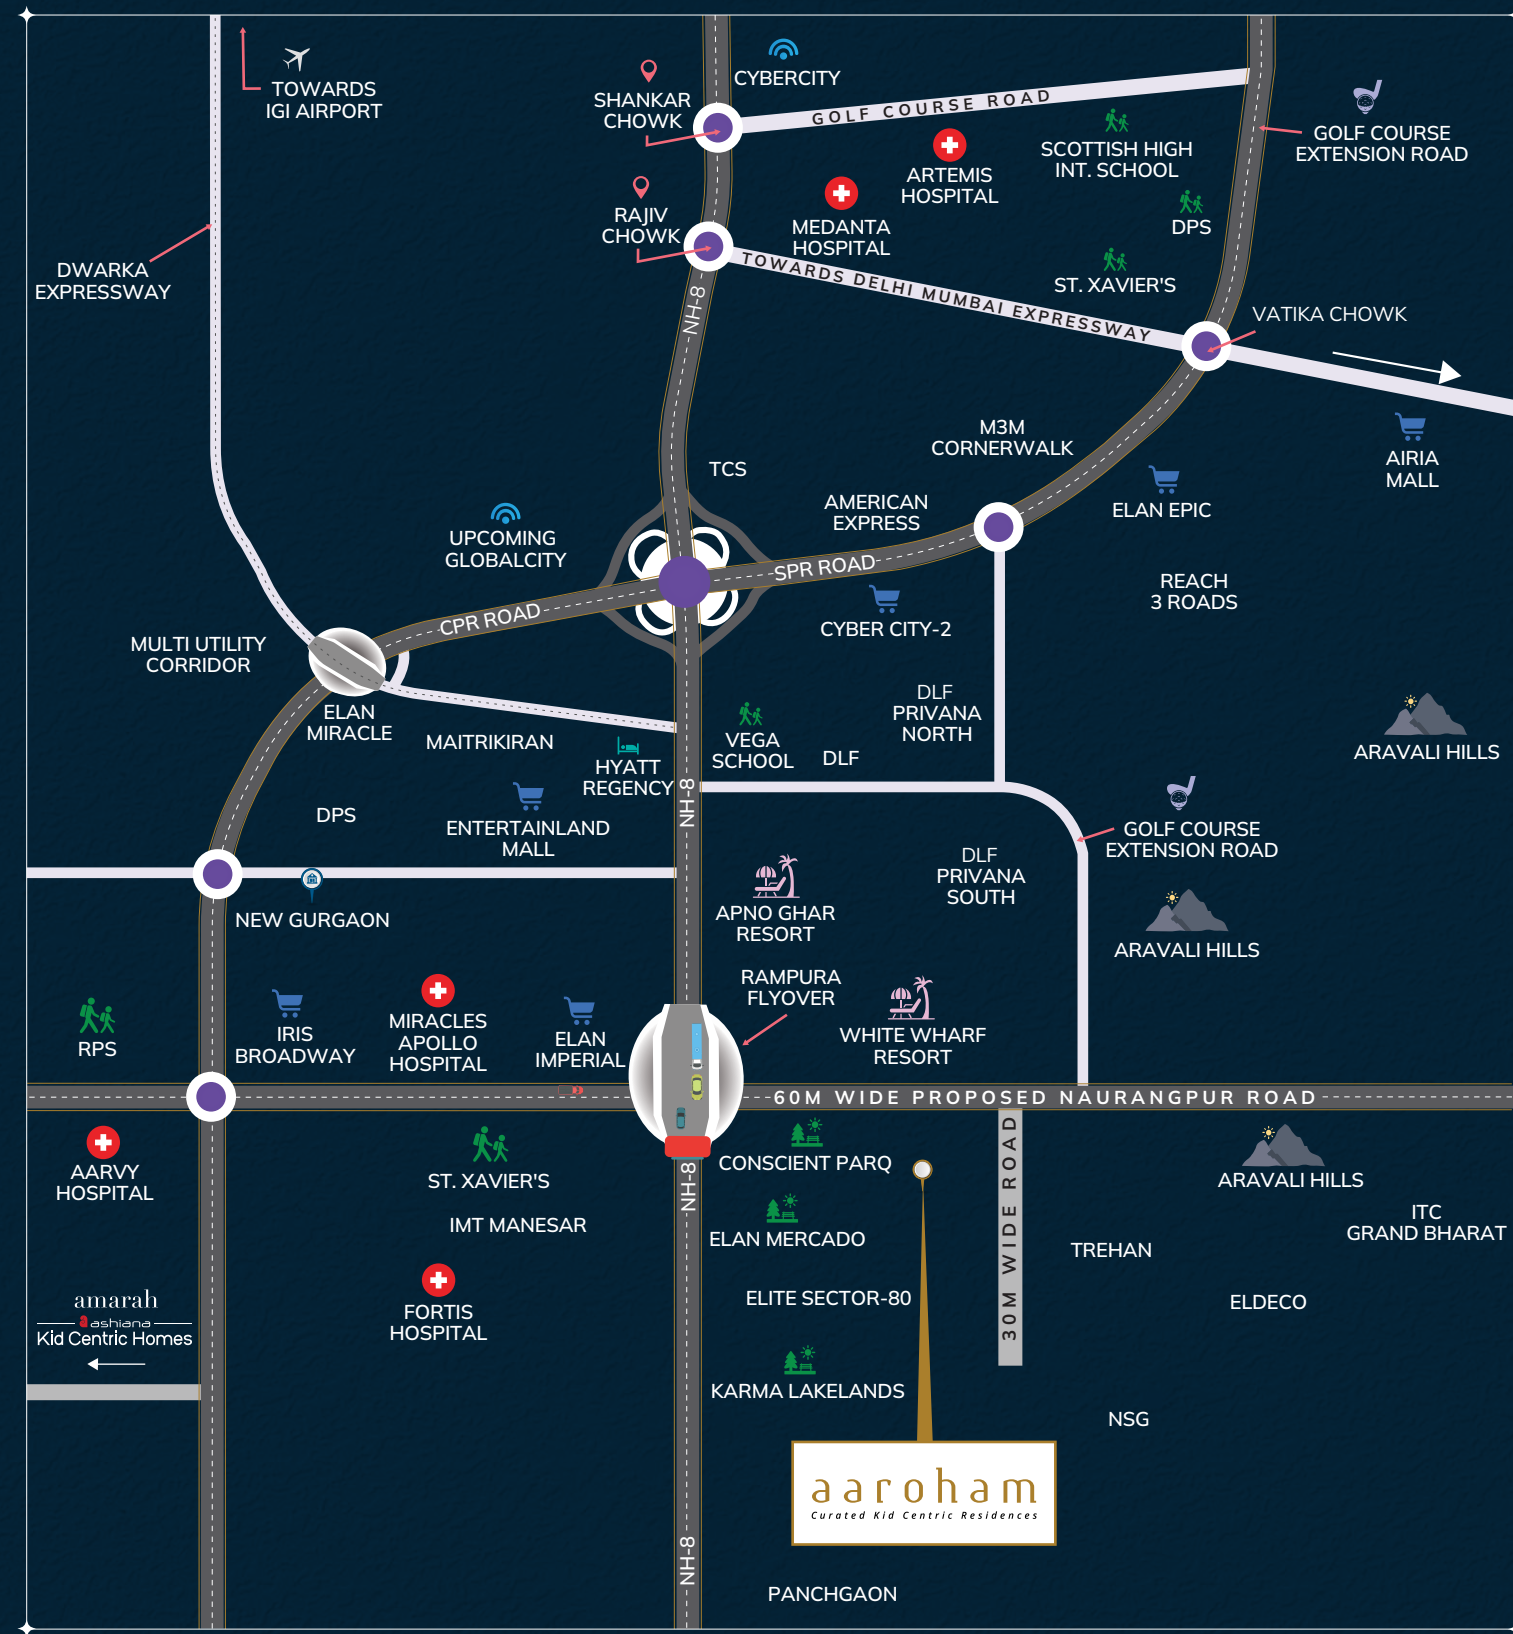 TOWARDS
IGI AIRPORT
CYBERCITY
SHANKAR
CHOWK
GOLF COURSE ROAD
GOLF COURSE
EXTENSION ROAD
SCOTTISH HIGH
INT. SCHOOL
ARTEMIS
HOSPITAL
RAJIV
CHOWK
MEDANTA
HOSPITAL
DPS
DWARKA
EXPRESSWAY
TOWARDS DELHI MUMBAI EXPRESSWAY
ST. XAVIER'S
NH-8
VATIKA CHOWK
M3M
CORNERWALK
TCS
AIRIA
MALL
AMERICAN
EXPRESS
ELAN EPIC
UPCOMING
GLOBALCITY
SPR ROAD
REACH
3 ROADS
CPR ROAD
CYBER CITY-2
MULTI UTILITY
CORRIDOR
ELAN
MIRACLE
MAITRIKIRAN
HYATT
REGENCY
VEGA
SCHOOL
DLF
DLF
PRIVANA
NORTH
ARAVALI HILLS
NH-8
DPS
ENTERTAINLAND
MALL
GOLF COURSE
EXTENSION ROAD
DLF
PRIVANA
SOUTH
NEW GURGAON
APNO GHAR
RESORT
ARAVALI HILLS
RAMPURA
FLYOVER
RPS
IRIS
BROADWAY
MIRACLES
APOLLO
HOSPITAL
ELAN
IMPERIAL
WHITE WHARF
RESORT
60M WIDE PROPOSED NAURANGPUR ROAD
AARVY
HOSPITAL
ST. XAVIER'S
IMT MANESAR
NH-8
CONSCIENT PARQ
30M WIDE ROAD
ARAVALI HILLS
ITC
GRAND BHARAT
ELAN MERCADO
TREHAN
amarah
ashiana
Kid Centric Homes
FORTIS
HOSPITAL
ELITE SECTOR-80
ELDECO
KARMA LAKELANDS
NSG
aaroham
Curated Kid Centric Residences
NH-8
PANCHGAON